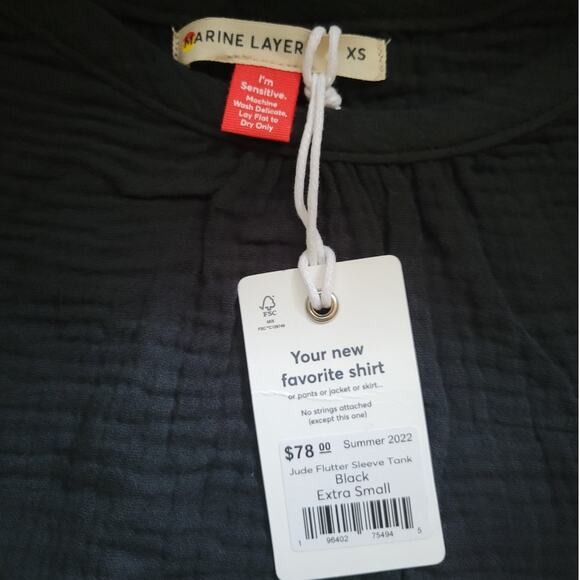 MARINE LAYER XS
I'm
Sensitive.
Machine
Wash Delicate,
Lay Flat to
Dry Only
FSC
MIX
FSC™C128749
Your new
favorite shirt
or pants or jacket or skirt...
No strings attached
(except this one)
$78 00 Summer 2022
Jude Flutter Sleeve Tank
Black
Extra Small
1 96402 75494 5